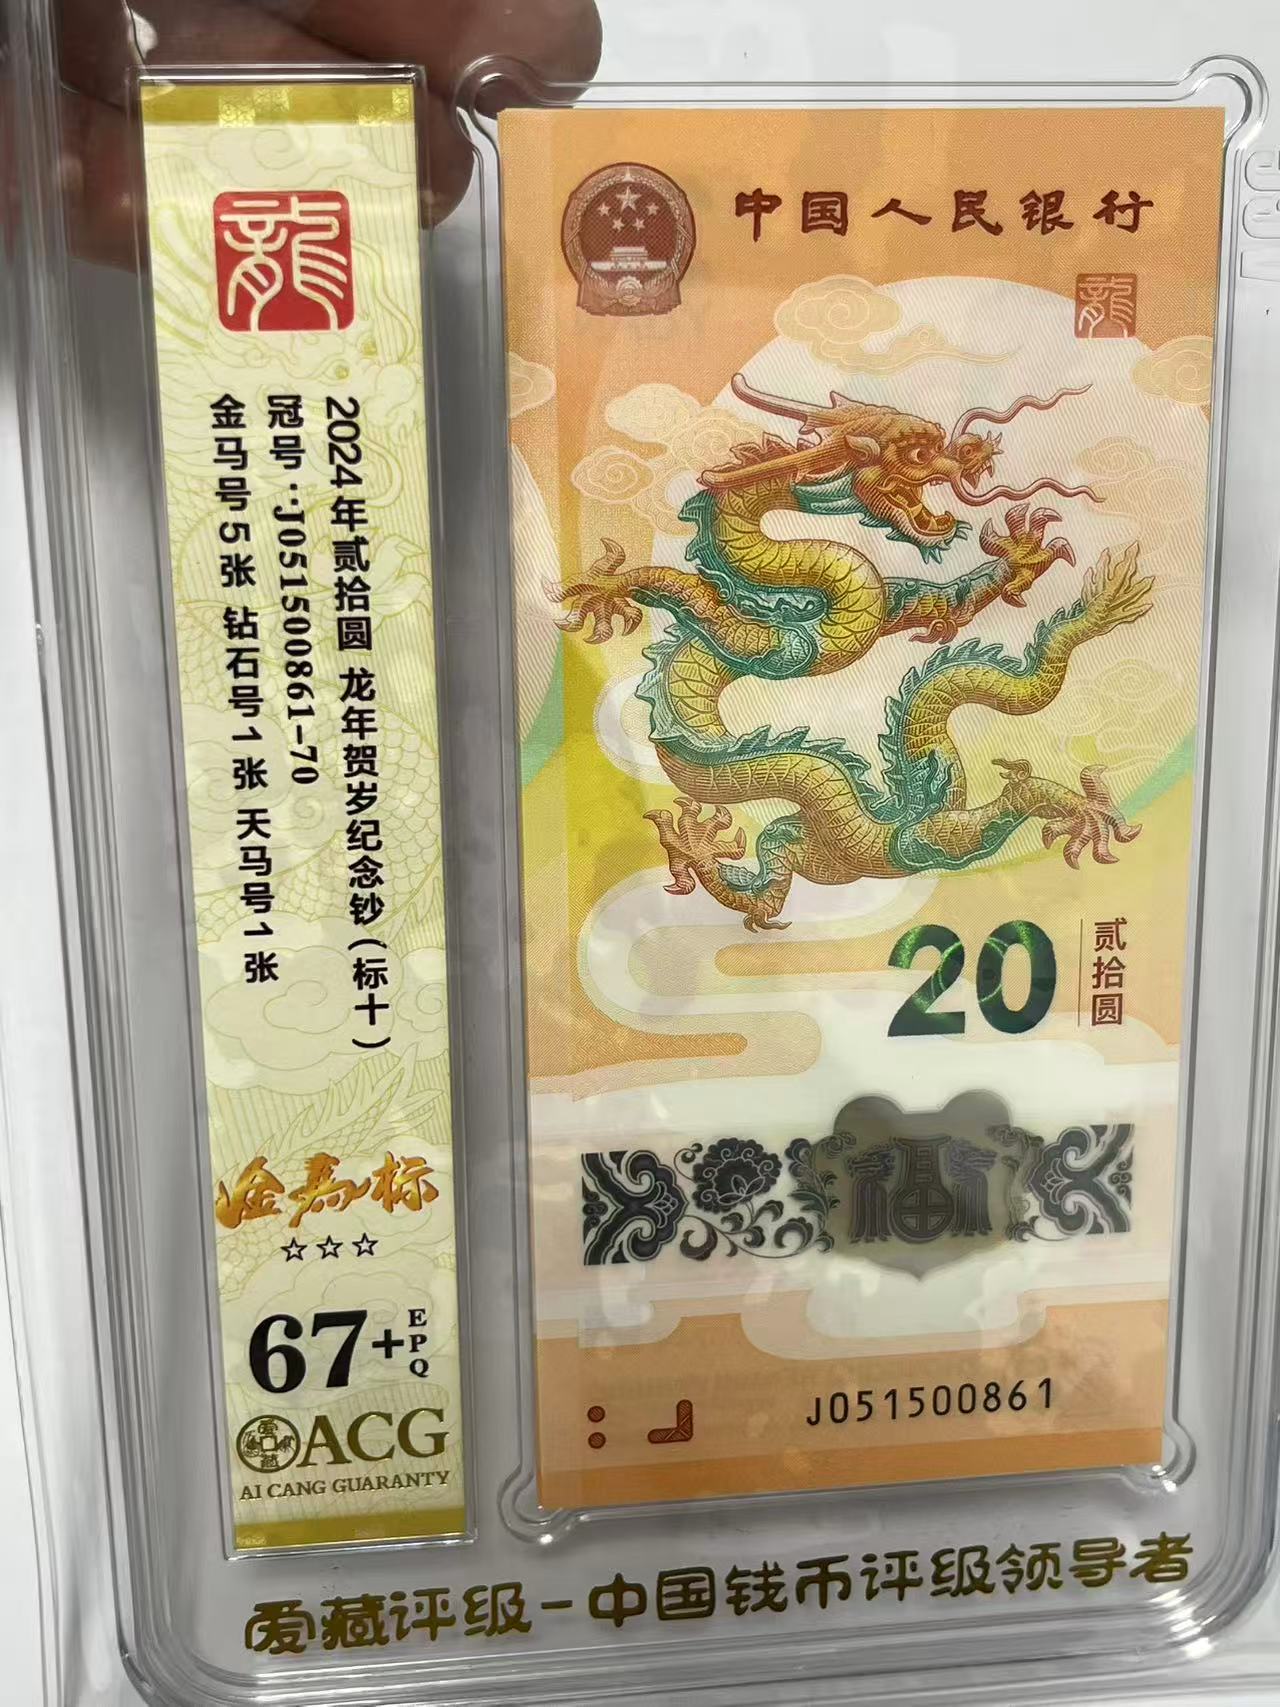 龍
2024年贰拾圆 龙年贺岁纪念钞(标十)
冠号:J051500861-70
金马号5张 钻石号1张 天马号1张
金马标
☆☆☆
67+EPQ
ACG
AI CANG GUARANTY
中国人民银行
龍
20
贰拾圆
福
J051500861
爱藏评级-中国钱币评级领导者